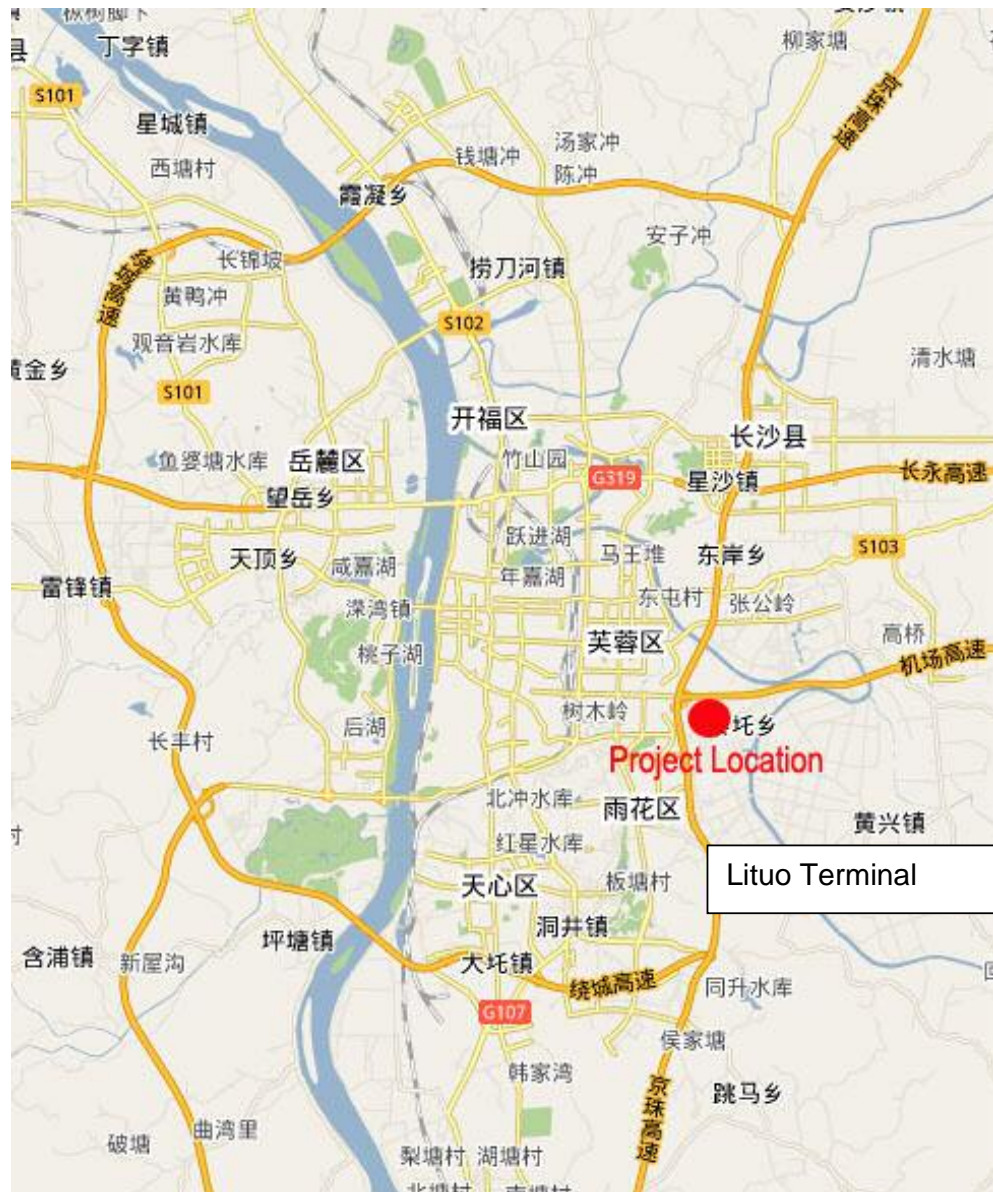 丁字镇
柳家塘
S101
京珠高速
星城镇
西塘村
汤家冲
钱塘冲
陈冲
霞凝乡
安子冲
绕城高速
长锦坡
捞刀河镇
黄鸭冲
S102
观音岩水库
清水塘
黄金乡
S101
开福区
长沙县
鱼婆塘水库
岳麓区
竹山园
G319
星沙镇
长永高速
望岳乡
跃进湖
马王堆
东岸乡
S103
天顶乡
咸嘉湖
年嘉湖
雷锋镇
东屯村
张公岭
溁湾镇
芙蓉区
高桥
桃子湖
机场高速
树木岭
后湖
圫乡
长丰村
Project Location
北冲水库
雨花区
黄兴镇
红星水库
Lituo Terminal
天心区
板塘村
洞井镇
坪塘镇
含浦镇
新屋沟
大圫镇
绕城高速
同升水库
G107
侯家塘
韩家湾
京珠高速
跳马乡
曲湾里
破塘
梨塘村
湖塘村